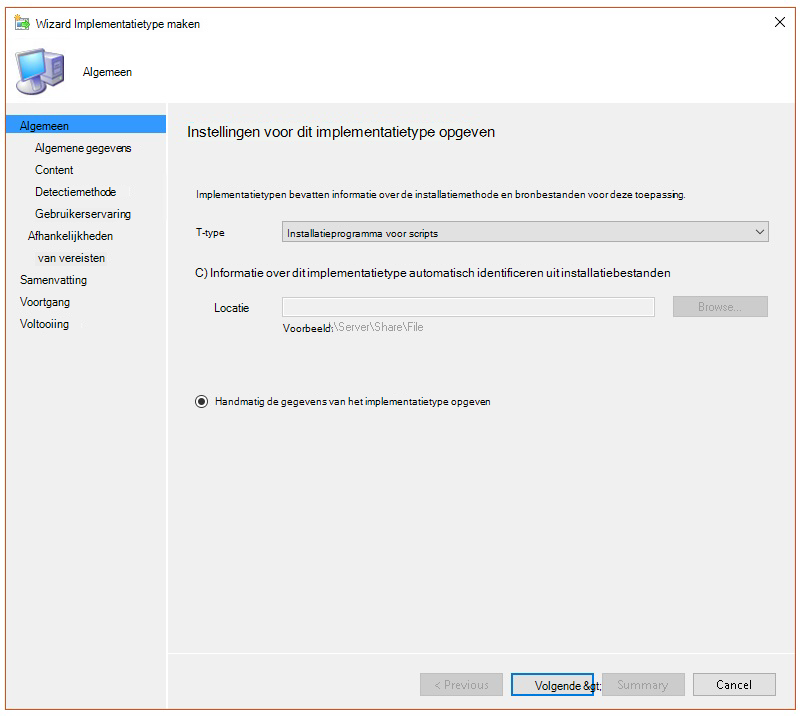 Wizard Implementatietype maken
Algemeen
Algemeen
Algemene gegevens
Content
Detectiemethode
Gebruikerservaring
Afhankelijkheden
van vereisten
Samenvatting
Voortgang
Voltooiing
Instellingen voor dit implementatietype opgeven
Implementatietypen bevatten informatie over de installatiemethode en bronbestanden voor deze toepassing.
T-type
Installatieprogramma voor scripts
C) Informatie over dit implementatietype automatisch identificeren uit installatiebestanden
Locatie
Browse...
Voorbeeld: \Server\Share\File
Handmatig de gegevens van het implementatietype opgeven
< Previous
Volgende &gt;
Summary
Cancel